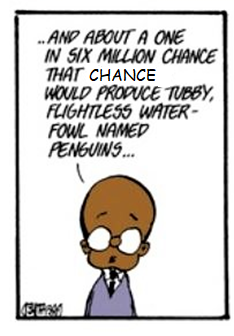 ..AND ABOUT A ONE
IN SIX MILLION CHANCE
THAT CHANCE
WOULD PRODUCE TUBBY,
FLIGHTLESS WATER-
FOWL NAMED
PENGUINS...